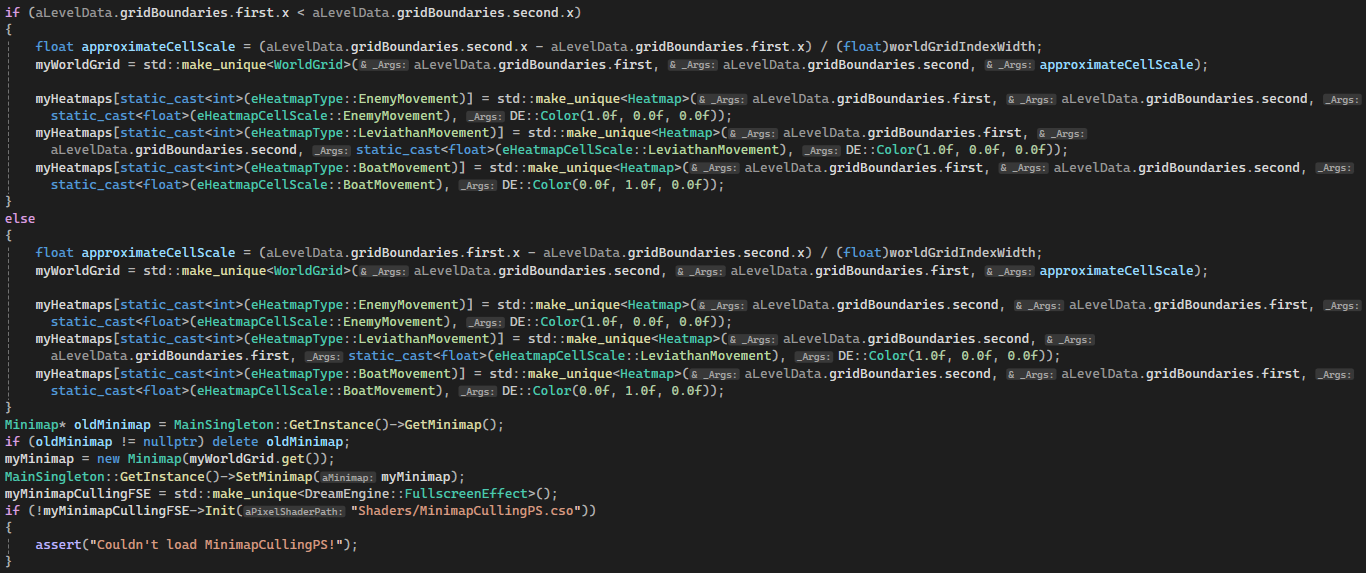 if (aLevelData.gridBoundaries.first.x < aLevelData.gridBoundaries.second.x)
{
    float approximateCellScale = (aLevelData.gridBoundaries.second.x - aLevelData.gridBoundaries.first.x) / (float)worldGridIndexWidth;
    myWorldGrid = std::make_unique<WorldGrid>(& _Args: aLevelData.gridBoundaries.first, & _Args: aLevelData.gridBoundaries.second, & _Args: approximateCellScale);

    myHeatmaps[static_cast<int>(eHeatmapType::EnemyMovement)] = std::make_unique<Heatmap>(& _Args: aLevelData.gridBoundaries.first, & _Args: aLevelData.gridBoundaries.second, _Args:
      static_cast<float>(eHeatmapCellScale::EnemyMovement), _Args: DE::Color(1.0f, 0.0f, 0.0f));
    myHeatmaps[static_cast<int>(eHeatmapType::LeviathanMovement)] = std::make_unique<Heatmap>(& _Args: aLevelData.gridBoundaries.first, & _Args:
      aLevelData.gridBoundaries.second, _Args: static_cast<float>(eHeatmapCellScale::LeviathanMovement), _Args: DE::Color(1.0f, 0.0f, 0.0f));
    myHeatmaps[static_cast<int>(eHeatmapType::BoatMovement)] = std::make_unique<Heatmap>(& _Args: aLevelData.gridBoundaries.first, & _Args: aLevelData.gridBoundaries.second, _Args:
      static_cast<float>(eHeatmapCellScale::BoatMovement), _Args: DE::Color(0.0f, 1.0f, 0.0f));
}
else
{
    float approximateCellScale = (aLevelData.gridBoundaries.first.x - aLevelData.gridBoundaries.second.x) / (float)worldGridIndexWidth;
    myWorldGrid = std::make_unique<WorldGrid>(& _Args: aLevelData.gridBoundaries.second, & _Args: aLevelData.gridBoundaries.first, & _Args: approximateCellScale);

    myHeatmaps[static_cast<int>(eHeatmapType::EnemyMovement)] = std::make_unique<Heatmap>(& _Args: aLevelData.gridBoundaries.second, & _Args: aLevelData.gridBoundaries.first, _Args:
      static_cast<float>(eHeatmapCellScale::EnemyMovement), _Args: DE::Color(1.0f, 0.0f, 0.0f));
    myHeatmaps[static_cast<int>(eHeatmapType::LeviathanMovement)] = std::make_unique<Heatmap>(& _Args: aLevelData.gridBoundaries.second, & _Args:
      aLevelData.gridBoundaries.first, _Args: static_cast<float>(eHeatmapCellScale::LeviathanMovement), _Args: DE::Color(1.0f, 0.0f, 0.0f));
    myHeatmaps[static_cast<int>(eHeatmapType::BoatMovement)] = std::make_unique<Heatmap>(& _Args: aLevelData.gridBoundaries.second, & _Args: aLevelData.gridBoundaries.first, _Args:
      static_cast<float>(eHeatmapCellScale::BoatMovement), _Args: DE::Color(0.0f, 1.0f, 0.0f));
}
Minimap* oldMinimap = MainSingleton::GetInstance()->GetMinimap();
if (oldMinimap != nullptr) delete oldMinimap;
myMinimap = new Minimap(myWorldGrid.get());
MainSingleton::GetInstance()->SetMinimap(aMinimap: myMinimap);
myMinimapCullingFSE = std::make_unique<DreamEngine::FullscreenEffect>();
if (!myMinimapCullingFSE->Init(aPixelShaderPath: "Shaders/MinimapCullingPS.cso"))
{
    assert("Couldn't load MinimapCullingPS!");
}